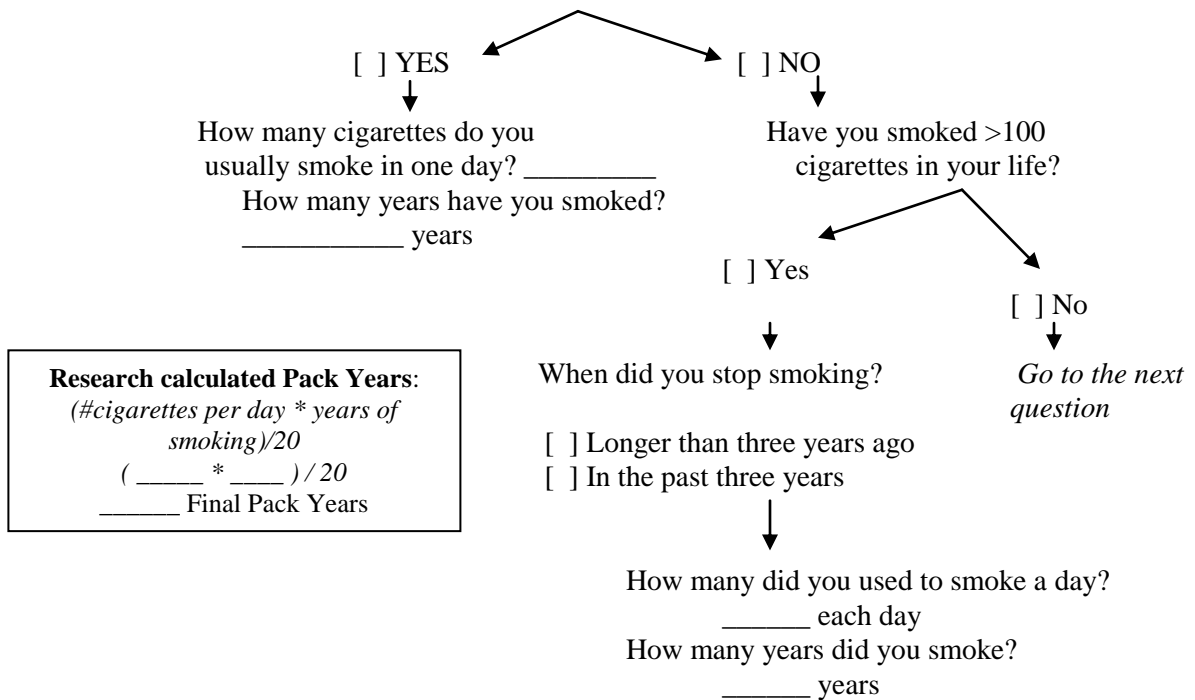 [ ] YES
[ ] NO
How many cigarettes do you
usually smoke in one day? _________
How many years have you smoked?
___________ years
Have you smoked >100
cigarettes in your life?
[ ] Yes
[ ] No
Research calculated Pack Years:
(#cigarettes per day * years of
smoking)/20
( _____ * ____ ) / 20
______ Final Pack Years
When did you stop smoking?
[ ] Longer than three years ago
[ ] In the past three years
Go to the next
question
How many did you used to smoke a day?
______ each day
How many years did you smoke?
______ years